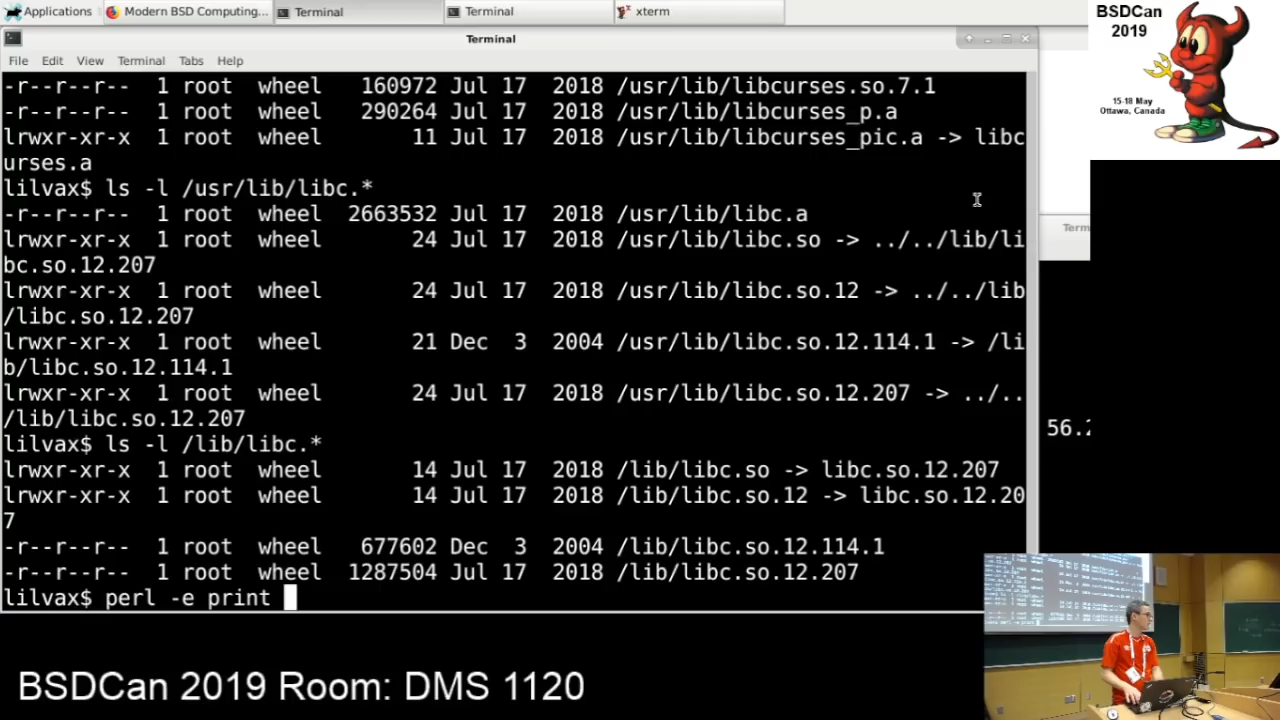 Applications
Modern BSD Computing...
Terminal
Terminal
xterm
BSDCan
2019
15-18 May
Ottawa, Canada
Terminal
File Edit View Terminal Tabs Help
-r--r--r-- 1 root wheel 160972 Jul 17 2018 /usr/lib/libcurses.so.7.1
-r--r--r-- 1 root wheel 290264 Jul 17 2018 /usr/lib/libcurses_p.a
lrwxr-xr-x 1 root wheel 11 Jul 17 2018 /usr/lib/libcurses_pic.a -> libc
urses.a
lilvax$ ls -l /usr/lib/libc.*
-r--r--r-- 1 root wheel 2663532 Jul 17 2018 /usr/lib/libc.a
lrwxr-xr-x 1 root wheel 24 Jul 17 2018 /usr/lib/libc.so -> ../../lib/li
bc.so.12.207
lrwxr-xr-x 1 root wheel 24 Jul 17 2018 /usr/lib/libc.so.12 -> ../../lib
/libc.so.12.207
lrwxr-xr-x 1 root wheel 21 Dec 3 2004 /usr/lib/libc.so.12.114.1 -> /li
b/libc.so.12.114.1
lrwxr-xr-x 1 root wheel 24 Jul 17 2018 /usr/lib/libc.so.12.207 -> ../..
/lib/libc.so.12.207
lilvax$ ls -l /lib/libc.*
lrwxr-xr-x 1 root wheel 14 Jul 17 2018 /lib/libc.so -> libc.so.12.207
lrwxr-xr-x 1 root wheel 14 Jul 17 2018 /lib/libc.so.12 -> libc.so.12.20
7
-r--r--r-- 1 root wheel 677602 Dec 3 2004 /lib/libc.so.12.114.1
-r--r--r-- 1 root wheel 1287504 Jul 17 2018 /lib/libc.so.12.207
lilvax$ perl -e print
Term
56.2
BSDCan 2019 Room: DMS 1120